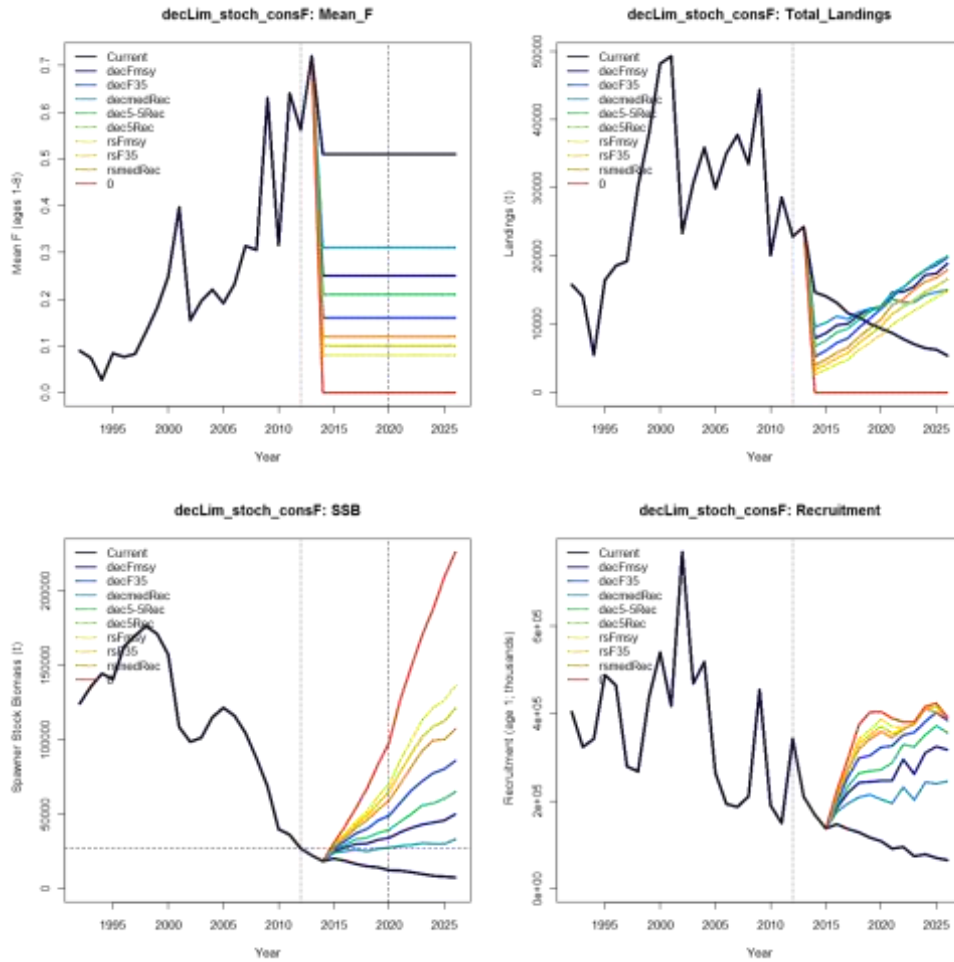 decLim_stoch_consF: Mean_F
Mean F (ages 1-8)
0.0
0.1
0.2
0.3
0.4
0.5
0.6
0.7
Current
decFmsy
decF35
decmedRec
dec5-5Rec
dec5Rec
rsFmsy
rsF35
rsmedRec
0
1995
2000
2005
2010
2015
2020
2025
Year
decLim_stoch_consF: Total_Landings
Landings (t)
0
10000
20000
30000
40000
50000
Current
decFmsy
decF35
decmedRec
dec5-5Rec
dec5Rec
rsFmsy
rsF35
rsmedRec
0
1995
2000
2005
2010
2015
2020
2025
Year
decLim_stoch_consF: SSB
Spawner Stock Biomass (t)
0
50000
100000
150000
200000
Current
decFmsy
decF35
decmedRec
dec5-5Rec
dec5Rec
rsFmsy
rsF35
rsmedRec
1995
2000
2005
2010
2015
2020
2025
Year
decLim_stoch_consF: Recruitment
Recruitment (age 1; thousands)
0e+00
2e+05
4e+05
6e+05
Current
decFmsy
decF35
decmedRec
dec5-5Rec
dec5Rec
rsFmsy
rsF35
rsmedRec
0
1995
2000
2005
2010
2015
2020
2025
Year